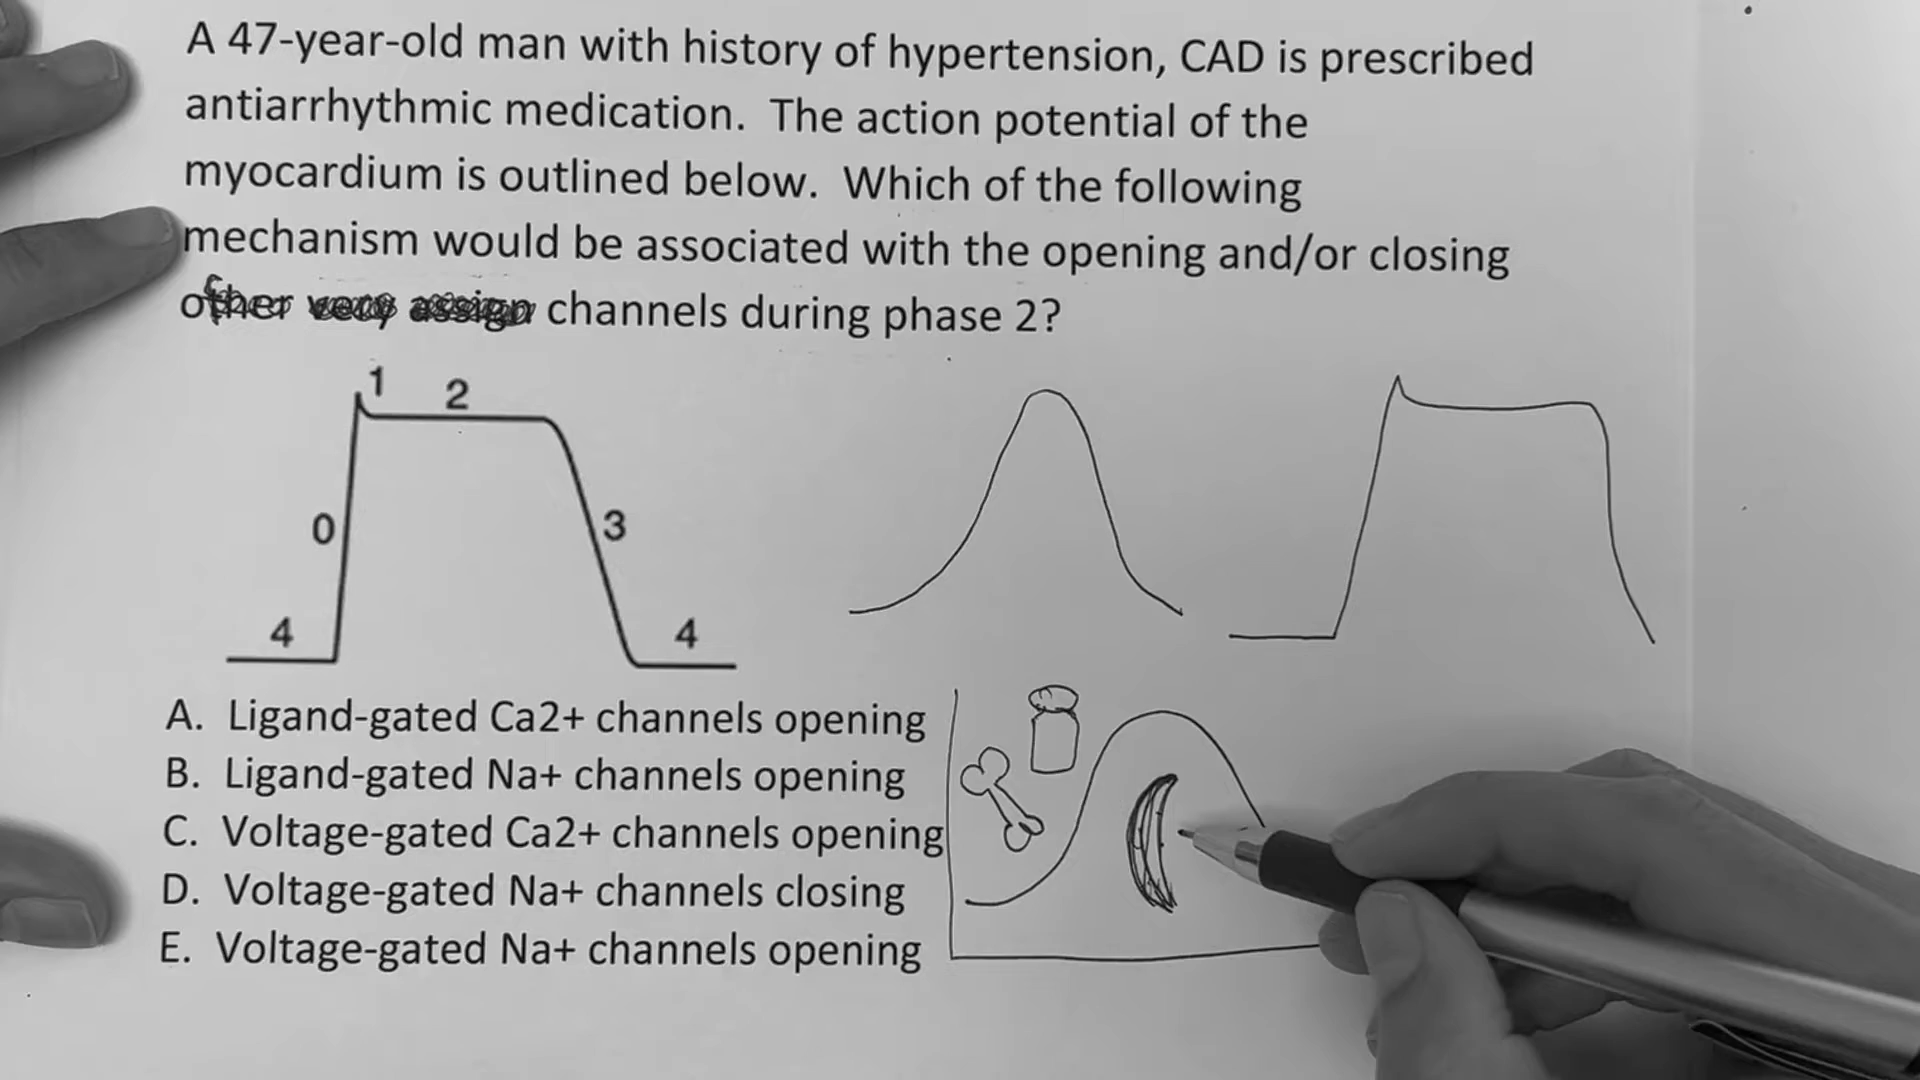 A 47-year-old man with history of hypertension, CAD is prescribed
antiarrhythmic medication. The action potential of the
myocardium is outlined below. Which of the following
mechanism would be associated with the opening and/or closing
channels during phase 2?
1
2
0
3
4
4
A. Ligand-gated Ca2+ channels opening
B. Ligand-gated Na+ channels opening
C. Voltage-gated Ca2+ channels opening
D. Voltage-gated Na+ channels closing
E. Voltage-gated Na+ channels opening